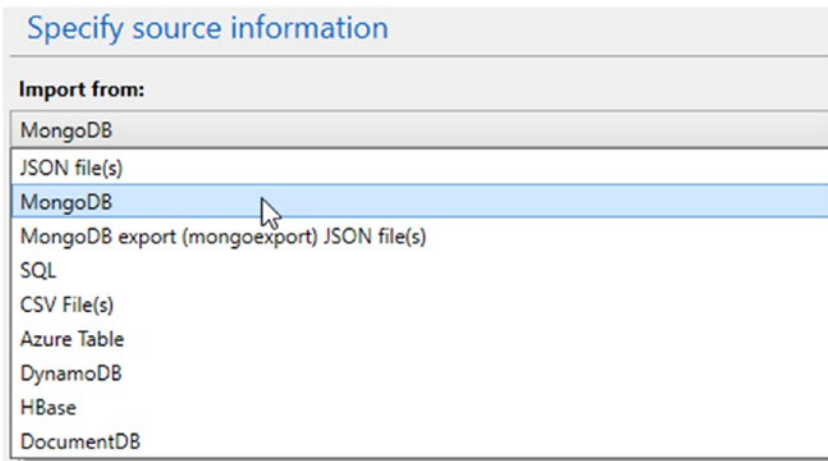 Specify source information
Import from:
MongoDB
JSON file(s)
MongoDB
MongoDB export (mongoexport) JSON file(s)
SQL
CSV File(s)
Azure Table
DynamoDB
HBase
DocumentDB